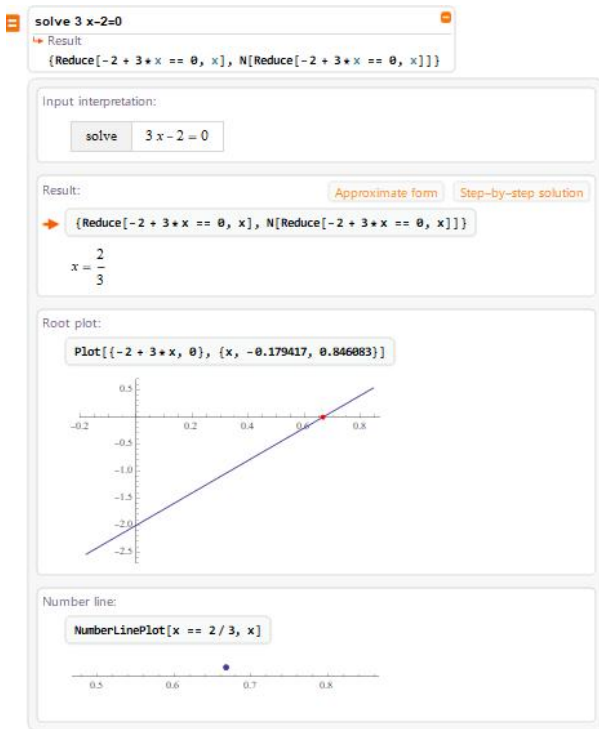 solve 3 x–2=0
Result
{Reduce[-2 + 3*x == 0, x], N[Reduce[-2 + 3*x == 0, x]]}
Input interpretation:
solve 3 x – 2 = 0
Result:
Approximate form Step–by–step solution
{Reduce[-2 + 3*x == 0, x], N[Reduce[-2 + 3*x == 0, x]]}
x = 2/3
Root plot:
Plot[{-2 + 3*x, 0}, {x, -0.179417, 0.846083}]
0.5
-0.2 0.2 0.4 0.6 0.8
-0.5
-1.0
-1.5
-2.0
-2.5
Number line:
NumberLinePlot[x == 2/3, x]
0.5 0.6 0.7 0.8